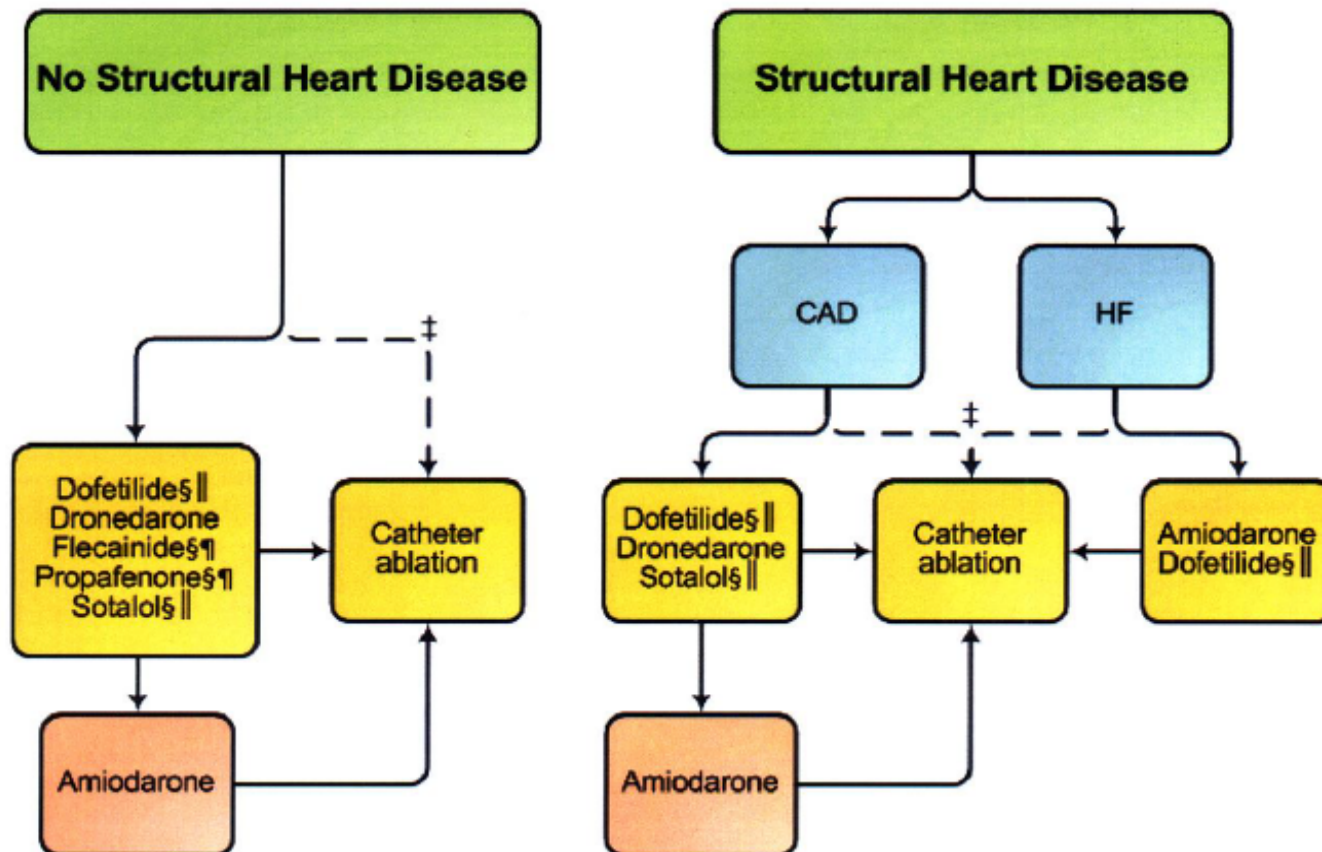 No Structural Heart Disease
Structural Heart Disease
CAD
HF
‡
‡
Dofetilide§||
Dronedarone
Flecainide§¶
Propafenone§¶
Sotalol§||
Catheter
ablation
Dofetilide§||
Dronedarone
Sotalol§||
Catheter
ablation
Amiodarone
Dofetilide§||
Amiodarone
Amiodarone